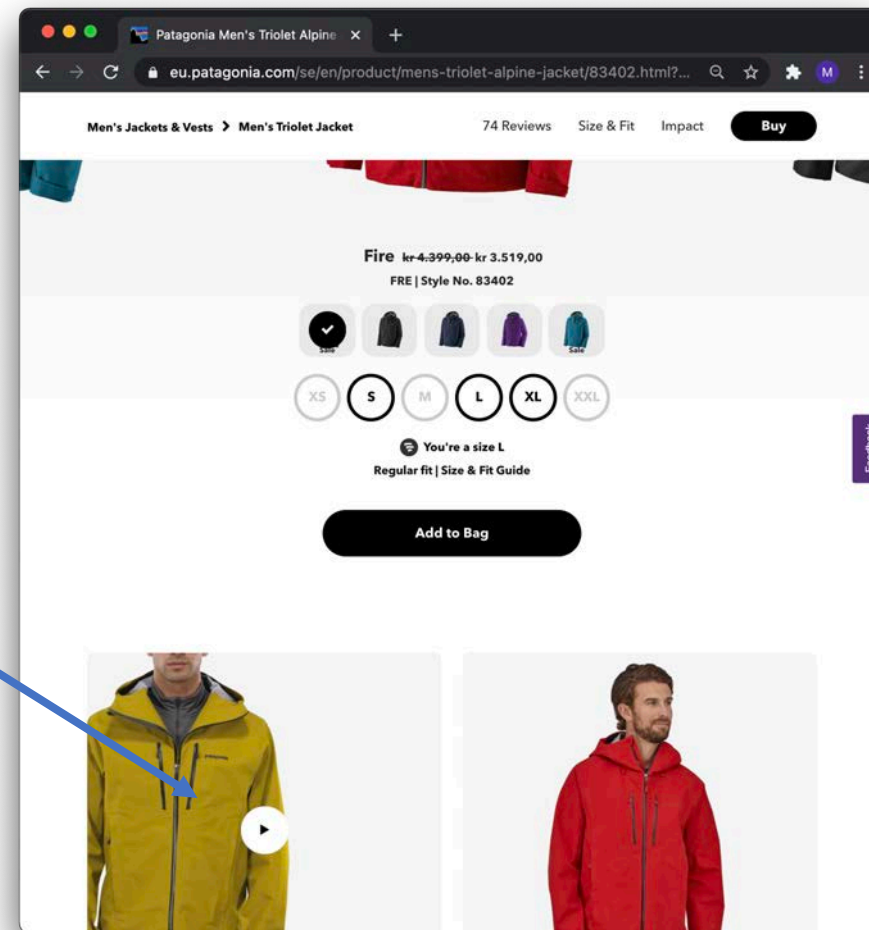 Patagonia Men's Triolet Alpine
eu.patagonia.com/se/en/product/mens-triolet-alpine-jacket/83402.html?...
M
Men's Jackets & Vests > Men's Triolet Jacket
74 Reviews Size & Fit Impact Buy
Fire kr 4.399,00 kr 3.519,00
FRE | Style No. 83402
Sale Sale
XS S M L XL XXL
You're a size L
Regular fit | Size & Fit Guide
Feedback
Add to Bag
patagonia